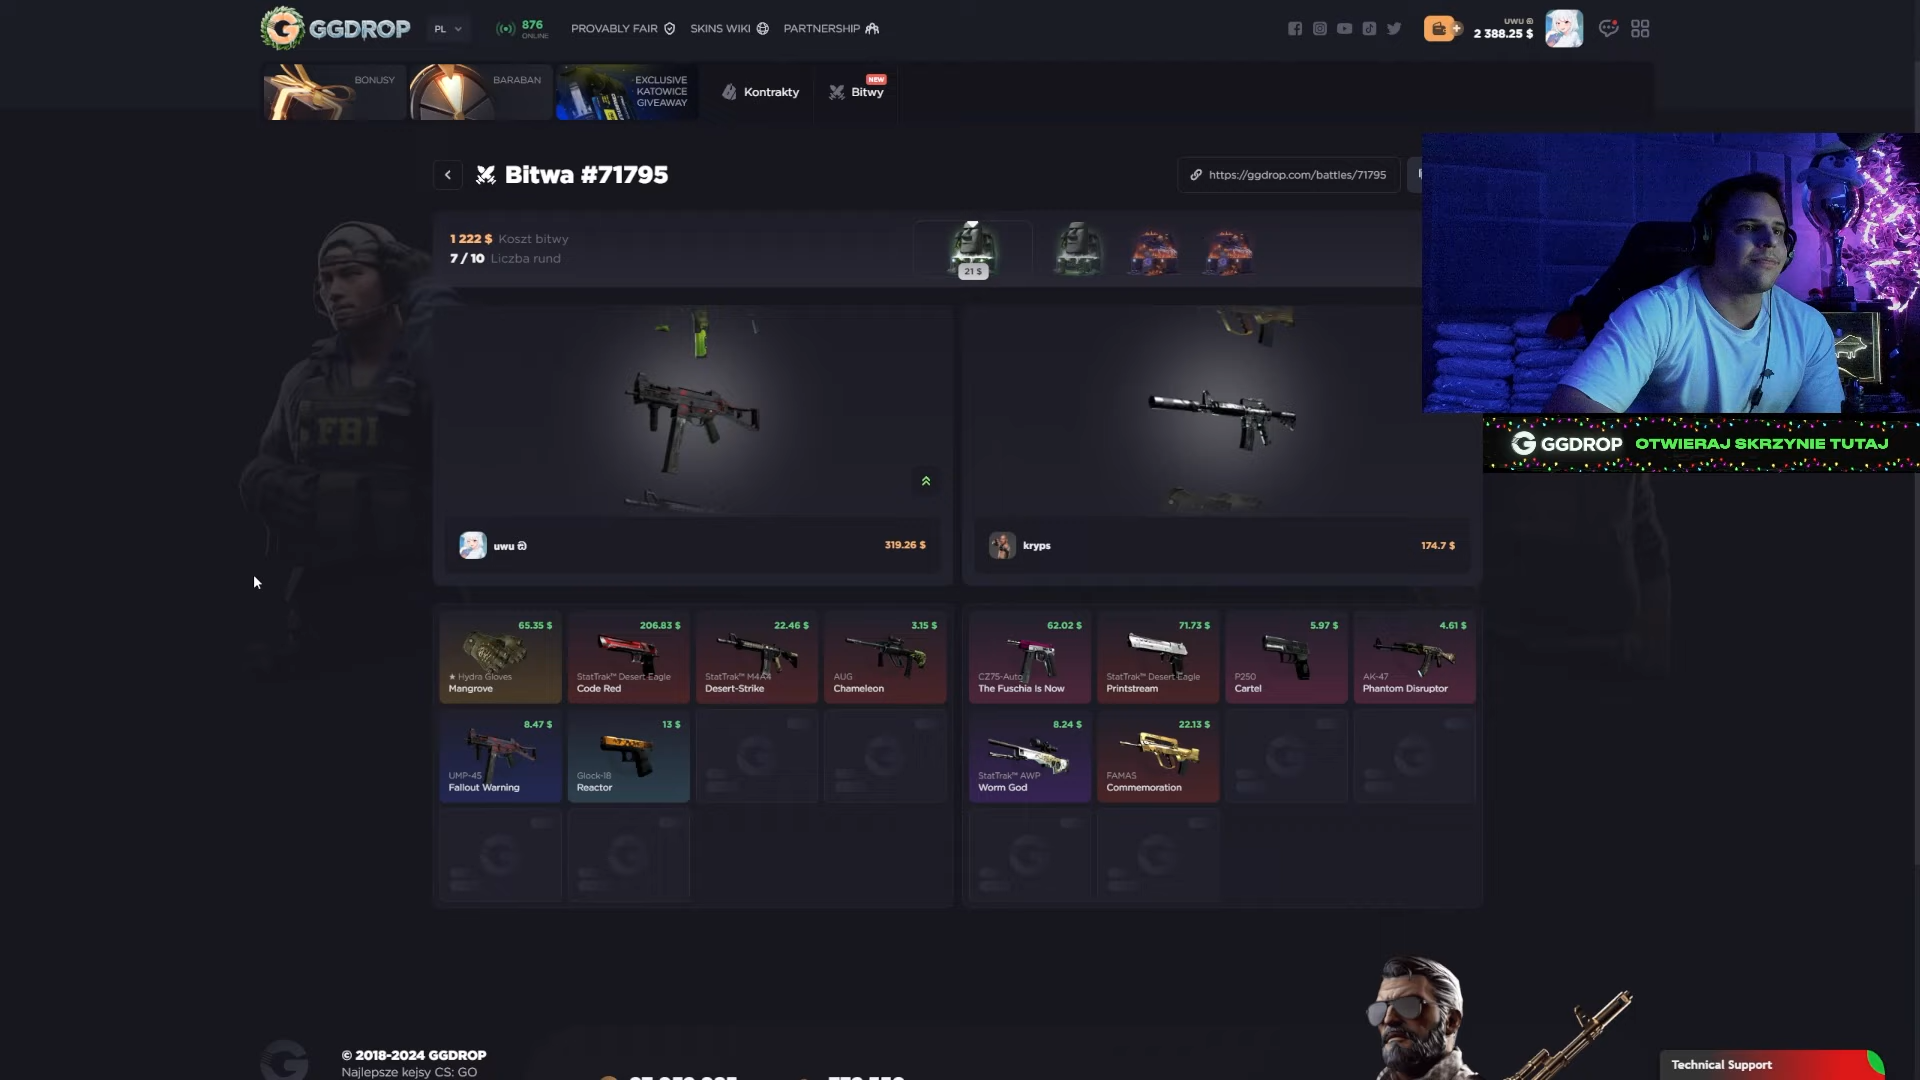 GGDROP
PL
876
ONLINE
PROVABLY FAIR
SKINS WIKI
PARTNERSHIP
UWU
2 388.25 $
BONUSY
BARABAN
EXCLUSIVE
KATOWICE
GIVEAWAY
Kontrakty
NEW
Bitwy
Bitwa #71795
https://ggdrop.com/battles/71795
1 222 $ Koszt bitwy
7 / 10 Liczba rund
21 $
FBI
GGDROP OTWIERAJ SKRZYNIE TUTAJ
uwu
319.26 $
kryps
174.7 $
65.35 $
★ Hydra Gloves
Mangrove
206.83 $
StatTrak™ Desert Eagle
Code Red
22.46 $
StatTrak™ M4A4
Desert-Strike
3.15 $
AUG
Chameleon
62.02 $
CZ75-Auto
The Fuschia Is Now
71.73 $
StatTrak™ Desert Eagle
Printstream
5.97 $
P250
Cartel
4.61 $
AK-47
Phantom Disruptor
8.47 $
UMP-45
Fallout Warning
13 $
Glock-18
Reactor
8.24 $
StatTrak™ AWP
Worm God
22.13 $
FAMAS
Commemoration
© 2018-2024 GGDROP
Najlepsze kejsy CS: GO
Technical Support